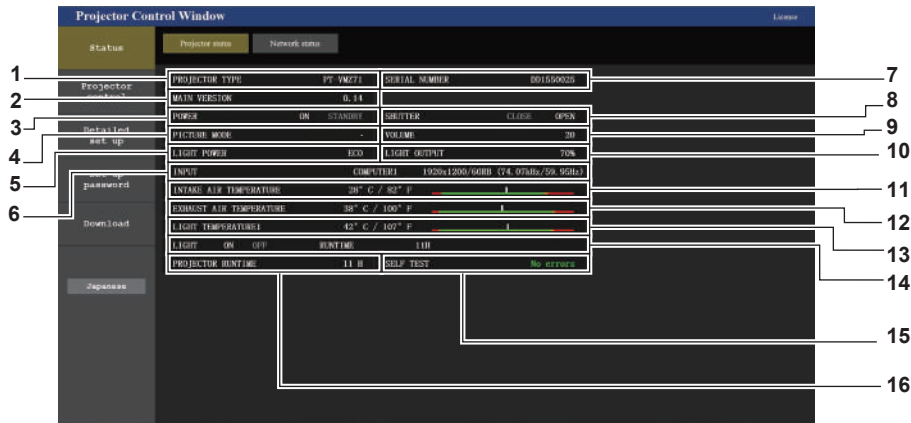 Projector Control Window License
Status
Projector status Network status
1 PROJECTOR TYPE PT-VMZ71 SERIAL NUMBER DD1550025 7
Projector
2 MAIN VERSION 0.14
3 POWER ON STANDBY SHUTTER CLOSE OPEN 8
Detailed
set up
4 PICTURE MODE - VOLUME 20 9
5 LIGHT POWER ECO LIGHT OUTPUT 70% 10
6 INPUT COMPUTER1 1920x1200/60RB (74.07kHz/59.95Hz)
password
INTAKE AIR TEMPERATURE 28° C / 82° F 11
EXHAUST AIR TEMPERATURE 38° C / 100° F 12
Download
LIGHT TEMPERATURE1 42° C / 107° F 13
LIGHT ON OFF RUNTIME 11H 14
PROJECTOR RUNTIME 11 H SELF TEST No errors
Japanese
15
16